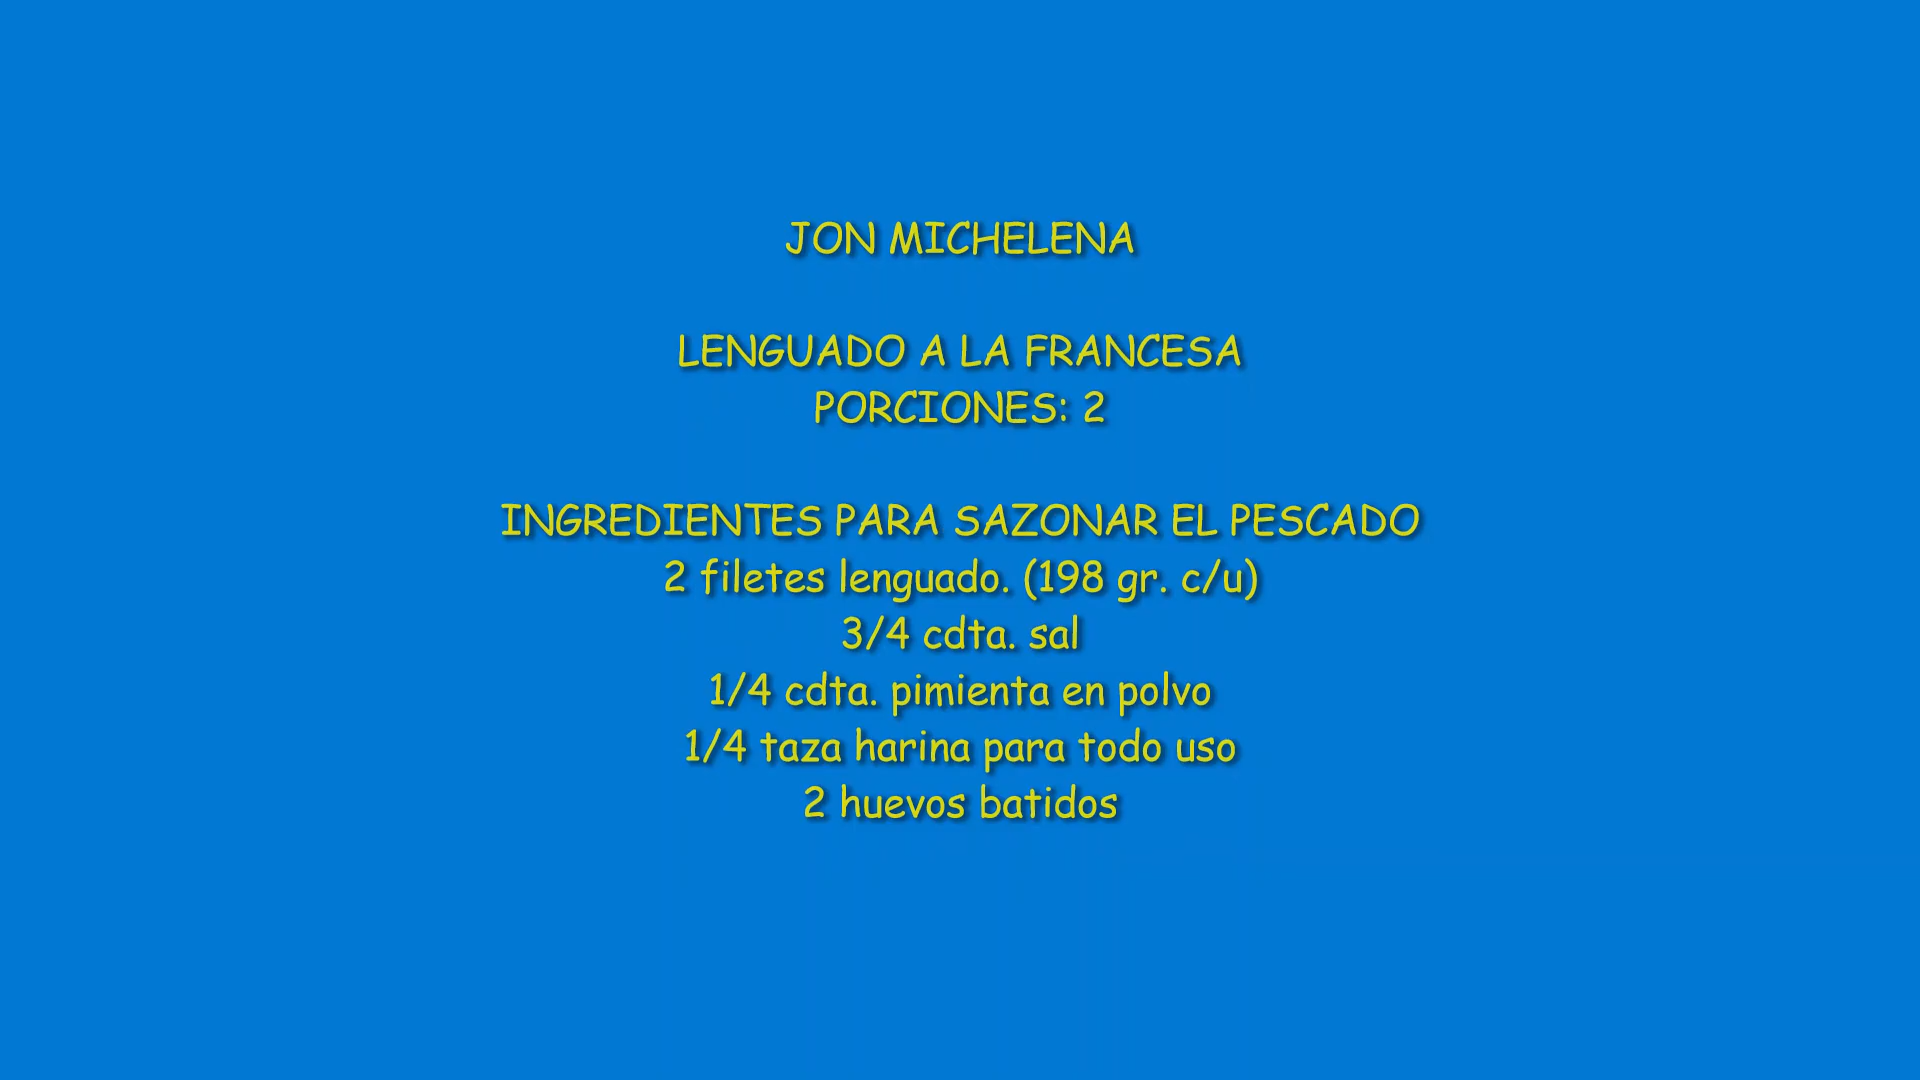 JON MICHELENA
LENGUADO A LA FRANCESA
PORCIONES: 2
INGREDIENTES PARA SAZONAR EL PESCADO
2 filetes lenguado. (198 gr. c/u)
3/4 cdta. sal
1/4 cdta. pimienta en polvo
1/4 taza harina para todo uso
2 huevos batidos